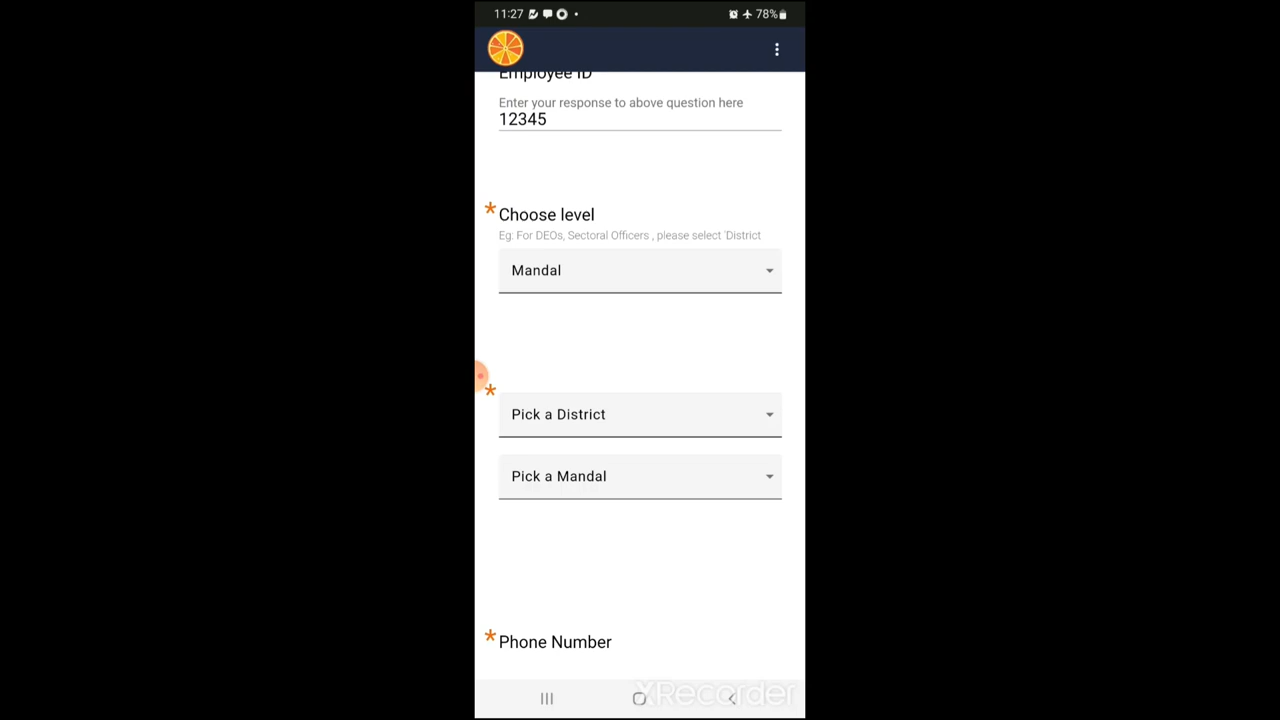 11:27
78%
Employee ID
Enter your response to above question here
12345
* Choose level
Eg: For DEOs, Sectoral Officers , please select 'District
Mandal
*
Pick a District
Pick a Mandal
* Phone Number
XRecorder